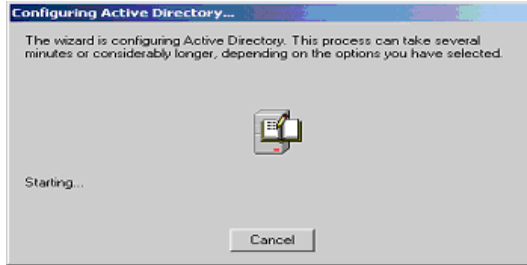 Configuring Active Directory...
The wizard is configuring Active Directory. This process can take several
minutes or considerably longer, depending on the options you have selected.
Starting...
Cancel